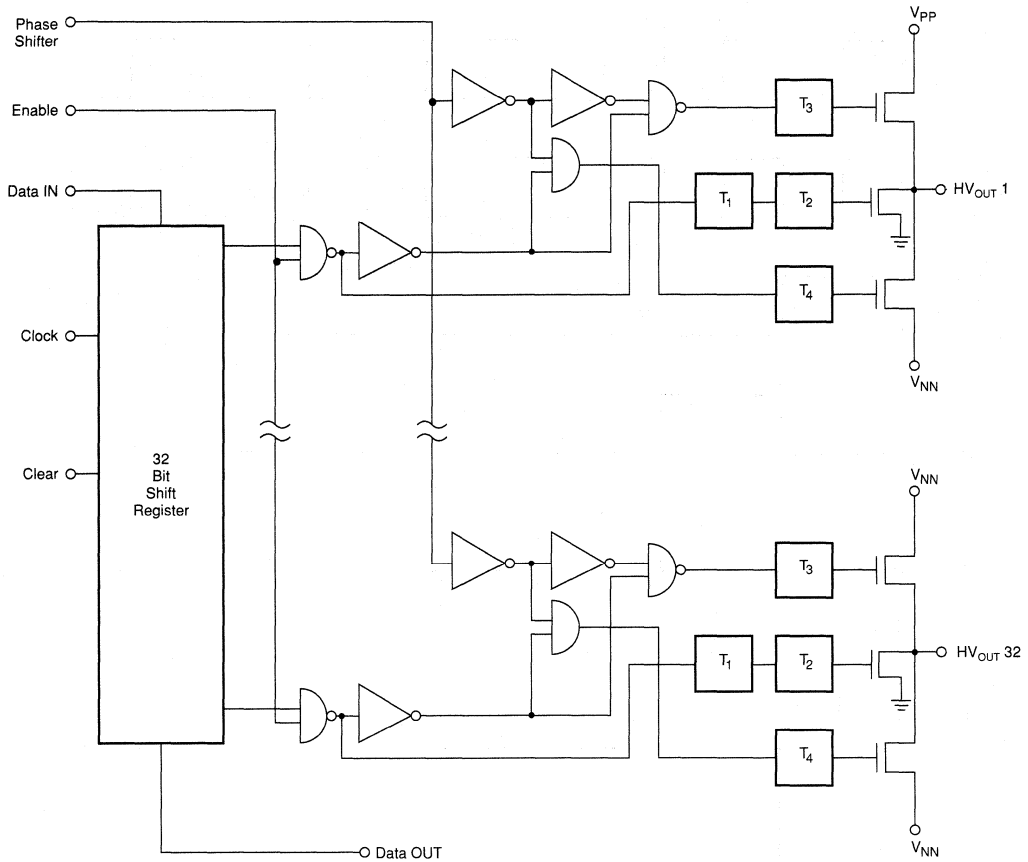 Phase
Shifter
Enable
Data IN
Clock
Clear
32
Bit
Shift
Register
Data OUT
V_PP
T_3
T_1
T_2
HV_OUT 1
T_4
V_NN
V_NN
T_3
T_1
T_2
HV_OUT 32
T_4
V_NN